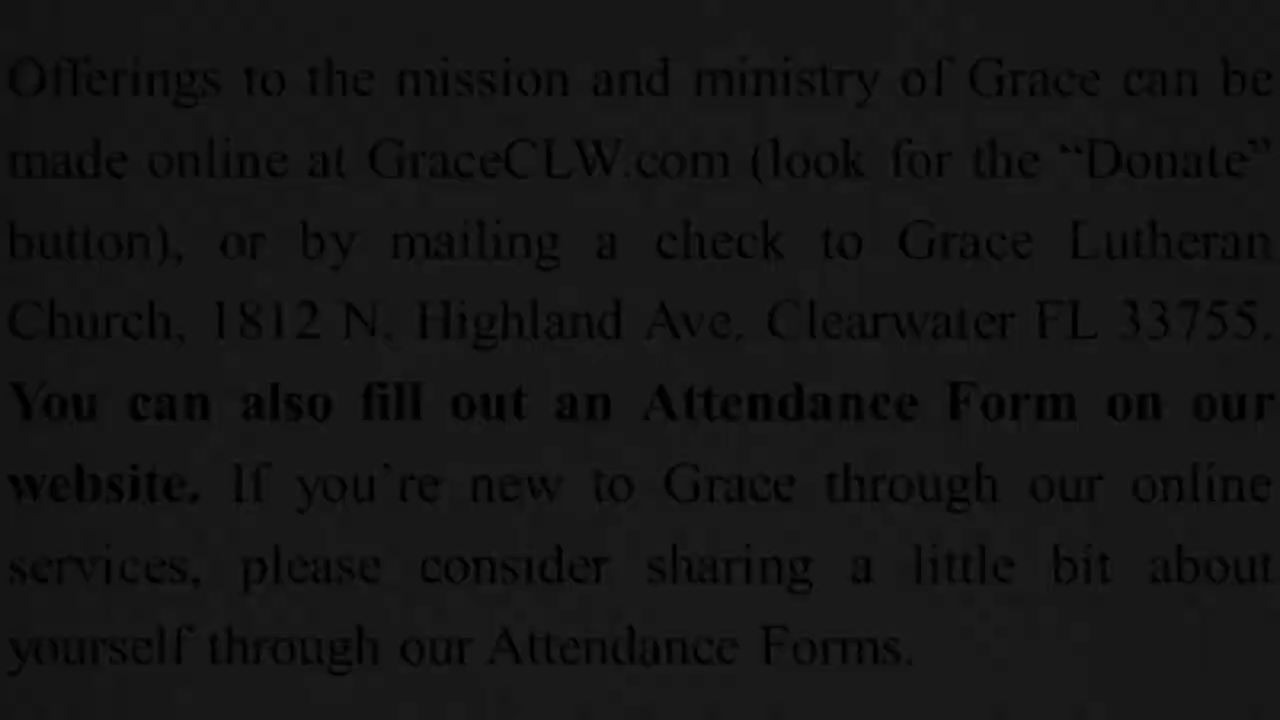 Offerings to the mission and ministry of Grace can be
made online at GraceCLW.com (look for the “Donate”
button), or by mailing a check to Grace Lutheran
Church, 1812 N. Highland Ave. Clearwater FL 33755.
You can also fill out an Attendance Form on our
website. If you’re new to Grace through our online
services, please consider sharing a little bit about
yourself through our Attendance Forms.